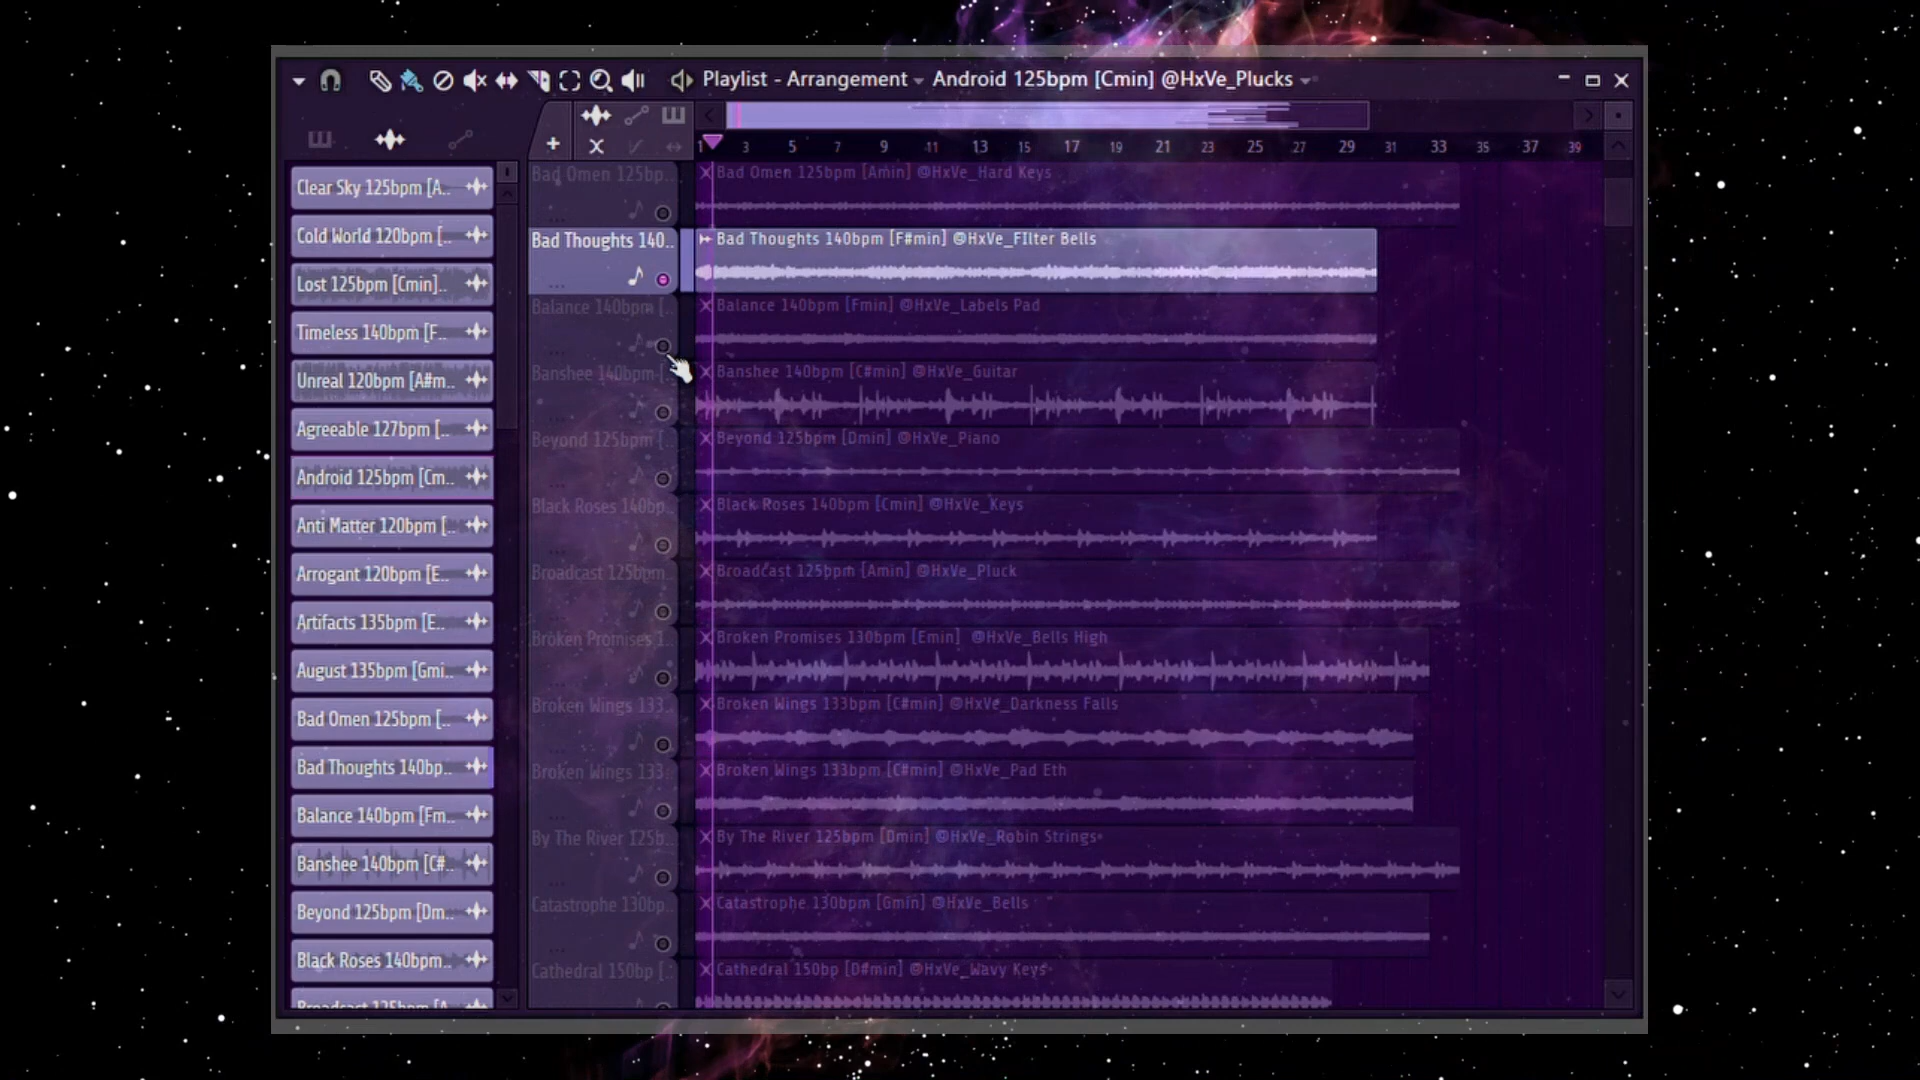 Playlist - Arrangement Android 125bpm [Cmin] @HxVe_Plucks
1 3 5 7 9 11 13 15 17 19 21 23 25 27 29 31 33 35 37 39
Clear Sky 125bpm [A..
Cold World 120bpm [..
Lost 125bpm [Cmin]..
Timeless 140bpm [F..
Unreal 120bpm [A#m..
Agreeable 127bpm [..
Android 125bpm [Cm..
Anti Matter 120bpm [..
Arrogant 120bpm [E..
Artifacts 135bpm [E..
August 135bpm [Gmi..
Bad Omen 125bpm [..
Bad Thoughts 140bp..
Balance 140bpm [Fm..
Banshee 140bpm [C#..
Beyond 125bpm [Dm..
Black Roses 140bpm..
Broadcast 125bpm [A..
Bad Omen 125bp..
Bad Omen 125bpm [Amin] @HxVe_Hard Keys
Bad Thoughts 140..
Bad Thoughts 140bpm [F#min] @HxVe_FIlter Bells
Balance 140bpm [..
Balance 140bpm [Fmin] @HxVe_Labels Pad
Banshee 140bpm [..
Banshee 140bpm [C#min] @HxVe_Guitar
Beyond 125bpm [..
Beyond 125bpm [Dmin] @HxVe_Piano
Black Roses 140bp..
Black Roses 140bpm [Cmin] @HxVe_Keys
Broadcast 125bpm..
Broadcast 125bpm [Amin] @HxVe_Pluck
Broken Promises 1..
Broken Promises 130bpm [Emin] @HxVe_Bells High
Broken Wings 133..
Broken Wings 133bpm [C#min] @HxVe_Darkness Falls
Broken Wings 133..
Broken Wings 133bpm [C#min] @HxVe_Pad Eth
By The River 125b..
By The River 125bpm [Dmin] @HxVe_Robin Strings
Catastrophe 130bp..
Catastrophe 130bpm [Gmin] @HxVe_Bells
Cathedral 150bp [..
Cathedral 150bp [D#min] @HxVe_Wavy Keys